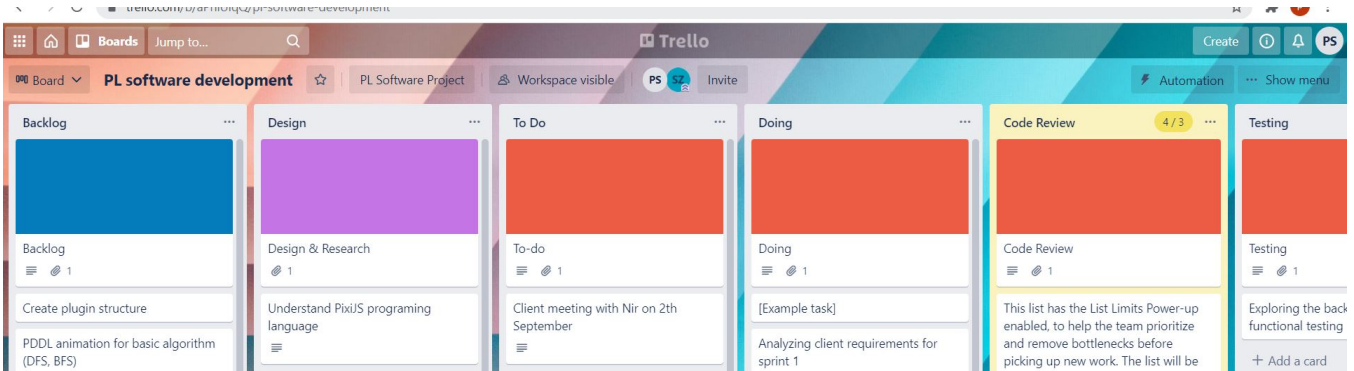 trello.com/b/
software-development
Boards
Jump to...
Trello
Create
PS
Board
PL software development
PL Software Project
Workspace visible
PS
SZ
Invite
Automation
Show menu
Backlog
Design
To Do
Doing
Code Review
4 / 3
Testing
Backlog
1
Create plugin structure
PDDL animation for basic algorithm
(DFS, BFS)
Design & Research
1
Understand PixiJS programing
language
To-do
1
Client meeting with Nir on 2th
September
Doing
1
[Example task]
Analyzing client requirements for
sprint 1
Code Review
1
This list has the List Limits Power-up
enabled, to help the team prioritize
and remove bottlenecks before
picking up new work. The list will be
Testing
1
Exploring the back
functional testing
+ Add a card